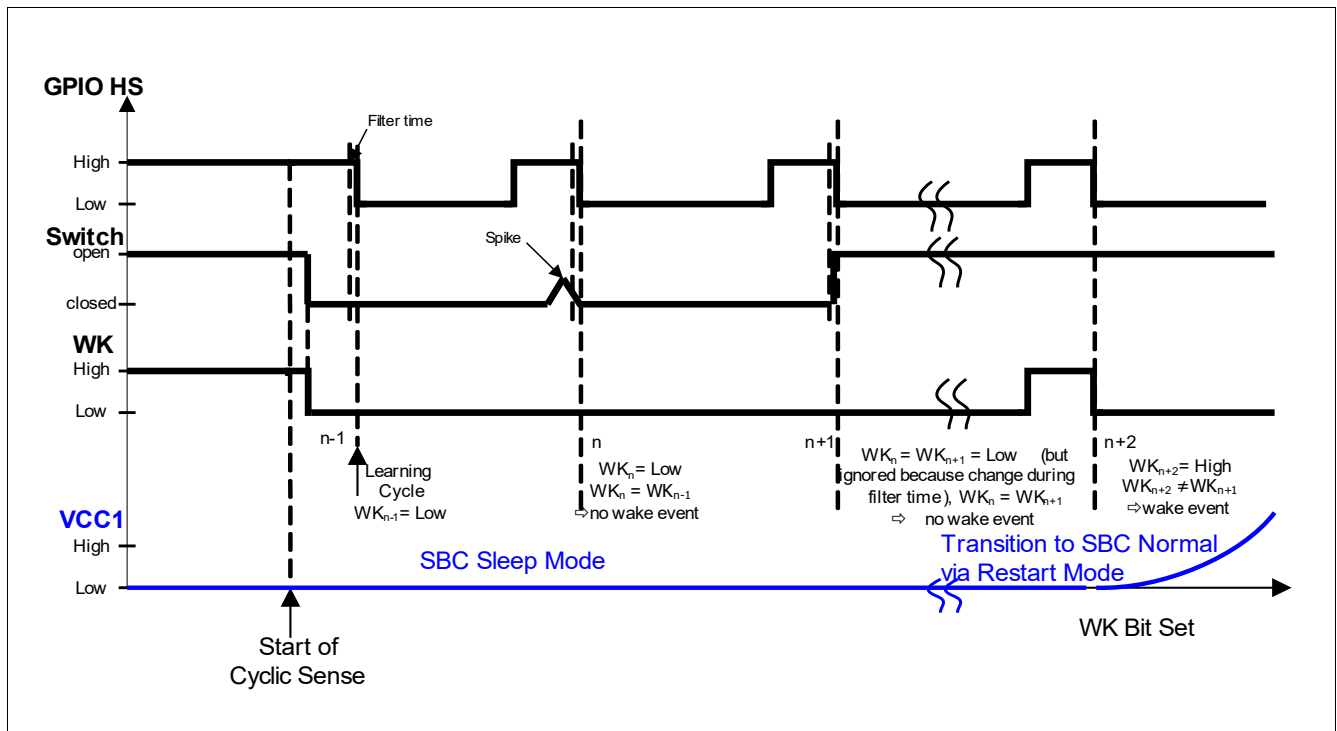 GPIO HS
Filter time
High
Low
Switch
open
Spike
closed
WK
High
Low
n-1
n
n+1
n+2
Learning
Cycle
WKn-1= Low
WKn = Low
WKn = WKn-1
⇨no wake event
WKn = WKn+1 = Low (but
ignored because change during
filter time), WKn = WKn+1
⇨ no wake event
WKn+2= High
WKn+2 ≠WKn+1
⇨wake event
VCC1
High
Low
SBC Sleep Mode
Transition to SBC Normal
via Restart Mode
Start of
Cyclic Sense
WK Bit Set